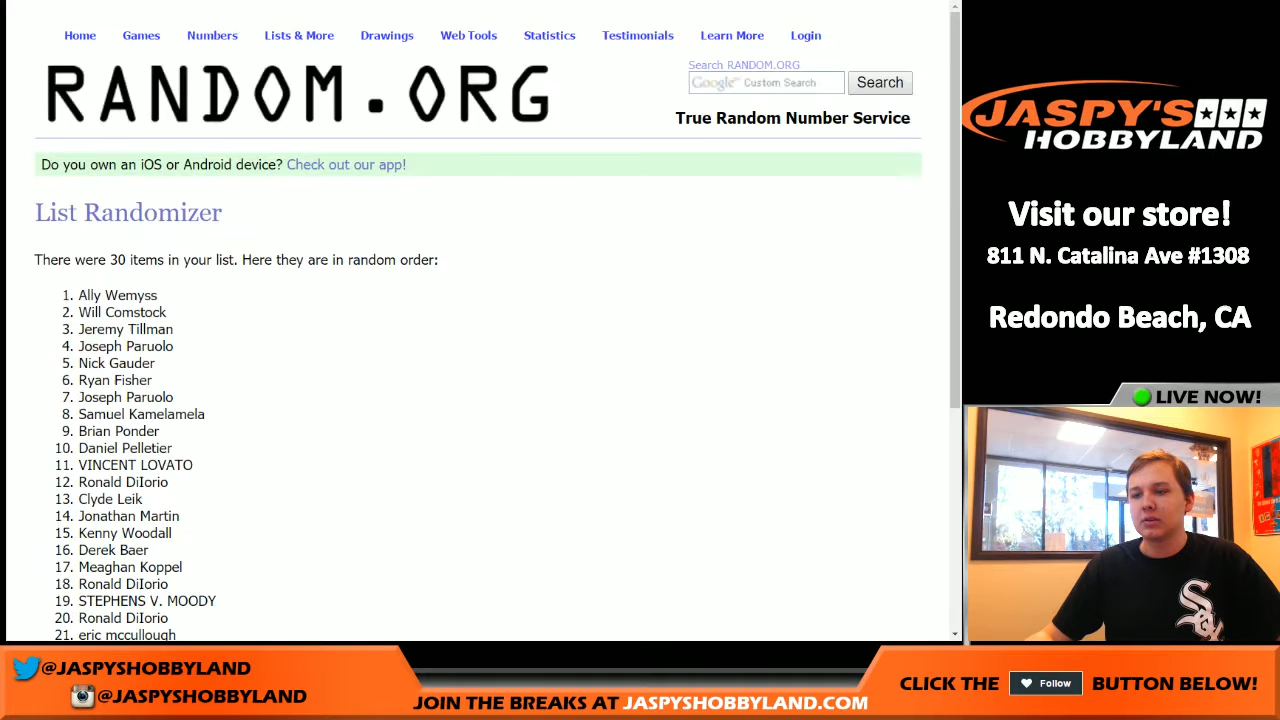 Home Games Numbers Lists & More Drawings Web Tools Statistics Testimonials Learn More Login
RANDOM.ORG
Search RANDOM.ORG
Google™ Custom Search Search
True Random Number Service
Do you own an iOS or Android device? Check out our app!
List Randomizer
There were 30 items in your list. Here they are in random order:
1. Ally Wemyss
2. Will Comstock
3. Jeremy Tillman
4. Joseph Paruolo
5. Nick Gauder
6. Ryan Fisher
7. Joseph Paruolo
8. Samuel Kamelamela
9. Brian Ponder
10. Daniel Pelletier
11. VINCENT LOVATO
12. Ronald DiIorio
13. Clyde Leik
14. Jonathan Martin
15. Kenny Woodall
16. Derek Baer
17. Meaghan Koppel
18. Ronald DiIorio
19. STEPHENS V. MOODY
20. Ronald DiIorio
21. eric mccullough
JASPY'S
HOBBYLAND
Visit our store!
811 N. Catalina Ave #1308
Redondo Beach, CA
LIVE NOW!
Sox
@JASPYSHOBBYLAND
@JASPYSHOBBYLAND
JOIN THE BREAKS AT JASPYSHOBBYLAND.COM
CLICK THE Follow BUTTON BELOW!